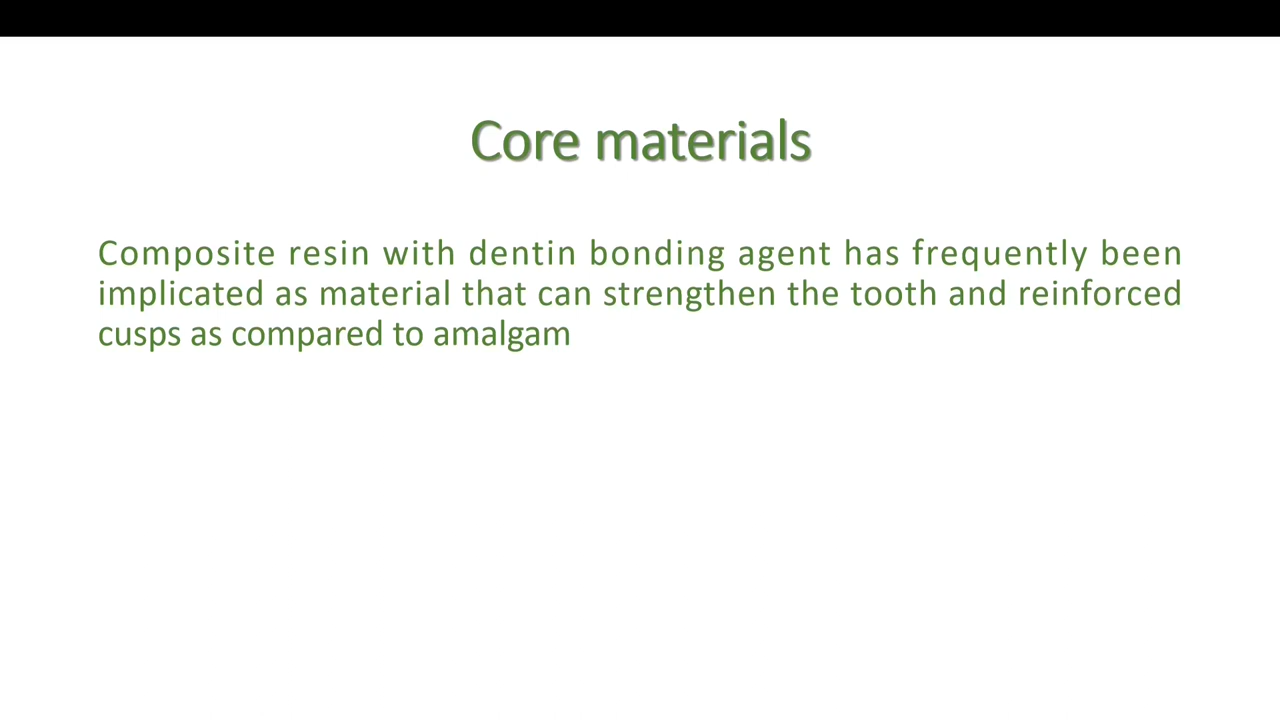 Core materials
Composite resin with dentin bonding agent has frequently been
implicated as material that can strengthen the tooth and reinforced
cusps as compared to amalgam